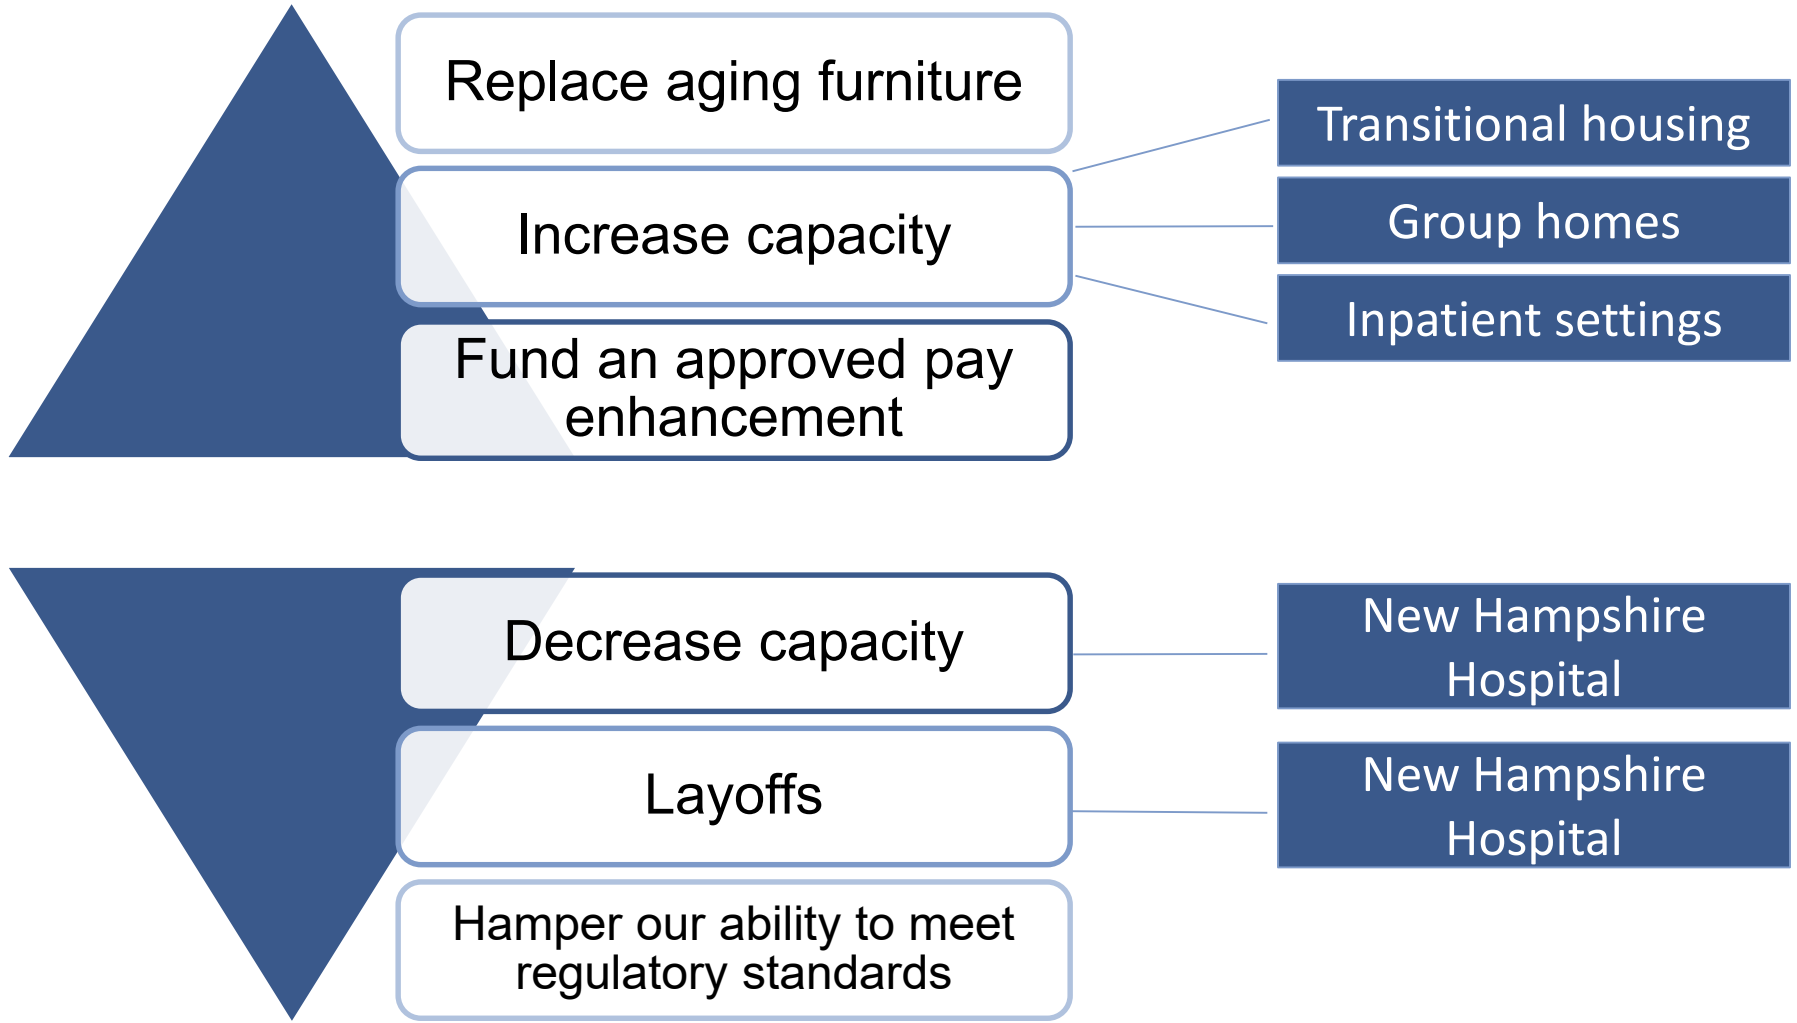 Replace aging furniture
Increase capacity
Fund an approved pay
enhancement
Transitional housing
Group homes
Inpatient settings
Decrease capacity
Layoffs
Hamper our ability to meet
regulatory standards
New Hampshire
Hospital
New Hampshire
Hospital